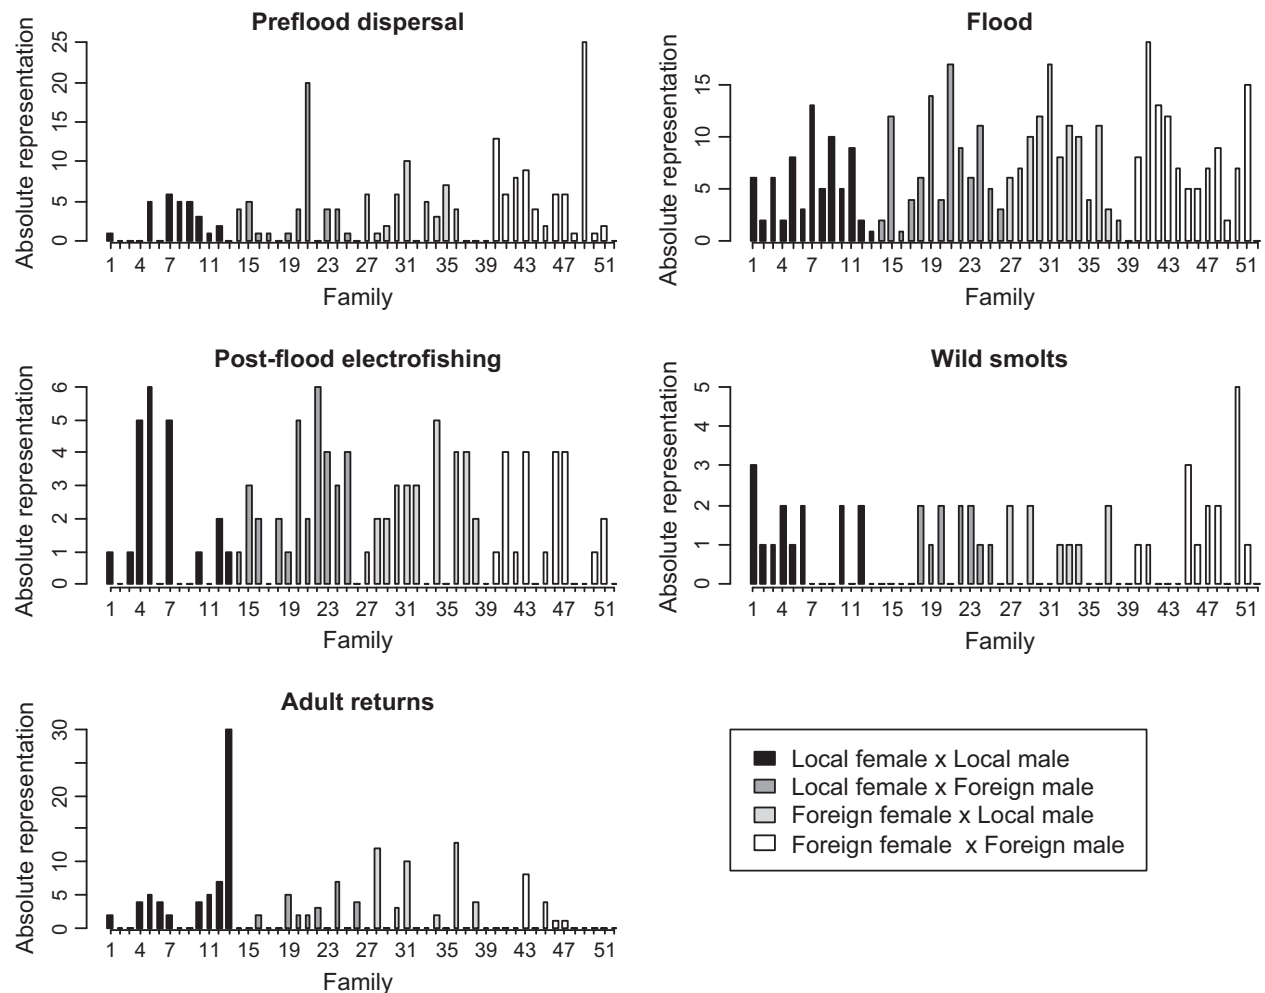 Preflood dispersal
Absolute representation
25
20
15
10
5
0
1 4 7 11 15 19 23 27 31 35 39 43 47 51
Family
Flood
Absolute representation
15
10
5
0
1 4 7 11 15 19 23 27 31 35 39 43 47 51
Family
Post-flood electrofishing
Absolute representation
6
5
4
3
2
1
0
1 4 7 11 15 19 23 27 31 35 39 43 47 51
Family
Wild smolts
Absolute representation
5
4
3
2
1
0
1 4 7 11 15 19 23 27 31 35 39 43 47 51
Family
Adult returns
Absolute representation
30
20
10
5
0
1 4 7 11 15 19 23 27 31 35 39 43 47 51
Family
Local female x Local male
Local female x Foreign male
Foreign female x Local male
Foreign female x Foreign male